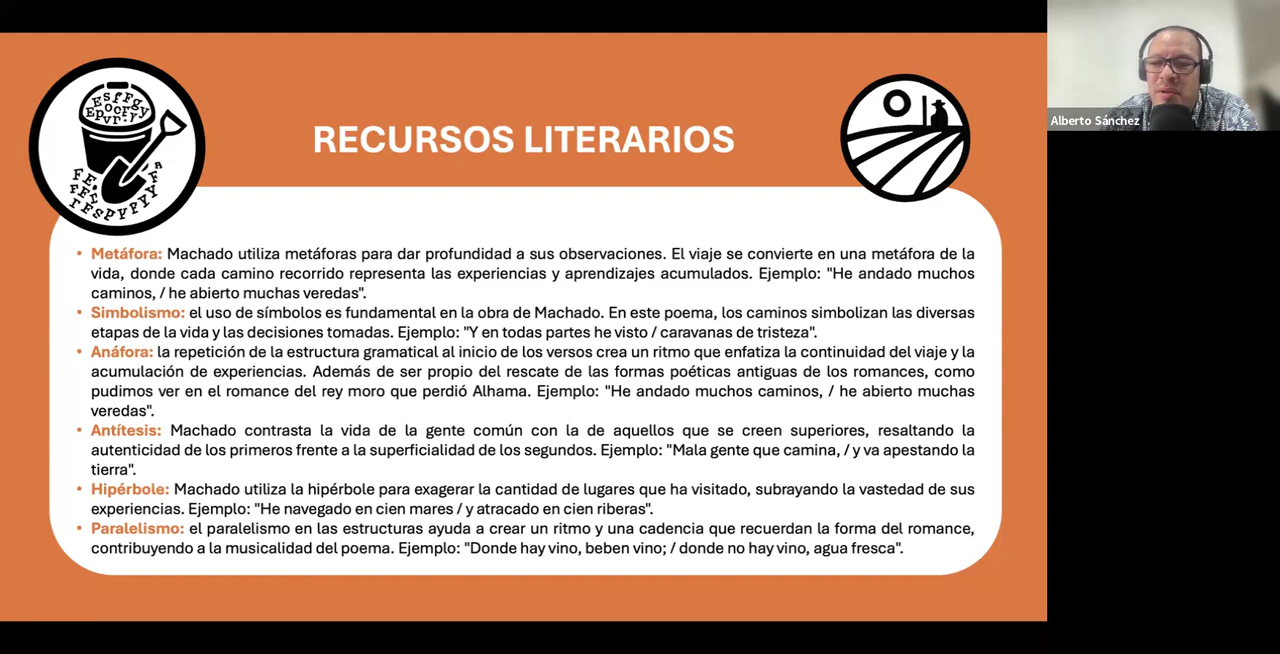 RECURSOS LITERARIOS
Alberto Sánchez
• Metáfora: Machado utiliza metáforas para dar profundidad a sus observaciones. El viaje se convierte en una metáfora de la
vida, donde cada camino recorrido representa las experiencias y aprendizajes acumulados. Ejemplo: "He andado muchos
caminos, / he abierto muchas veredas".
• Simbolismo: el uso de símbolos es fundamental en la obra de Machado. En este poema, los caminos simbolizan las diversas
etapas de la vida y las decisiones tomadas. Ejemplo: "Y en todas partes he visto / caravanas de tristeza".
• Anáfora: la repetición de la estructura gramatical al inicio de los versos crea un ritmo que enfatiza la continuidad del viaje y la
acumulación de experiencias. Además de ser propio del rescate de las formas poéticas antiguas de los romances, como
pudimos ver en el romance del rey moro que perdió Alhama. Ejemplo: "He andado muchos caminos, / he abierto muchas
veredas".
• Antítesis: Machado contrasta la vida de la gente común con la de aquellos que se creen superiores, resaltando la
autenticidad de los primeros frente a la superficialidad de los segundos. Ejemplo: "Mala gente que camina, / y va apestando la
tierra".
• Hipérbole: Machado utiliza la hipérbole para exagerar la cantidad de lugares que ha visitado, subrayando la vastedad de sus
experiencias. Ejemplo: "He navegado en cien mares / y atracado en cien riberas".
• Paralelismo: el paralelismo en las estructuras ayuda a crear un ritmo y una cadencia que recuerdan la forma del romance,
contribuyendo a la musicalidad del poema. Ejemplo: "Donde hay vino, beben vino; / donde no hay vino, agua fresca".